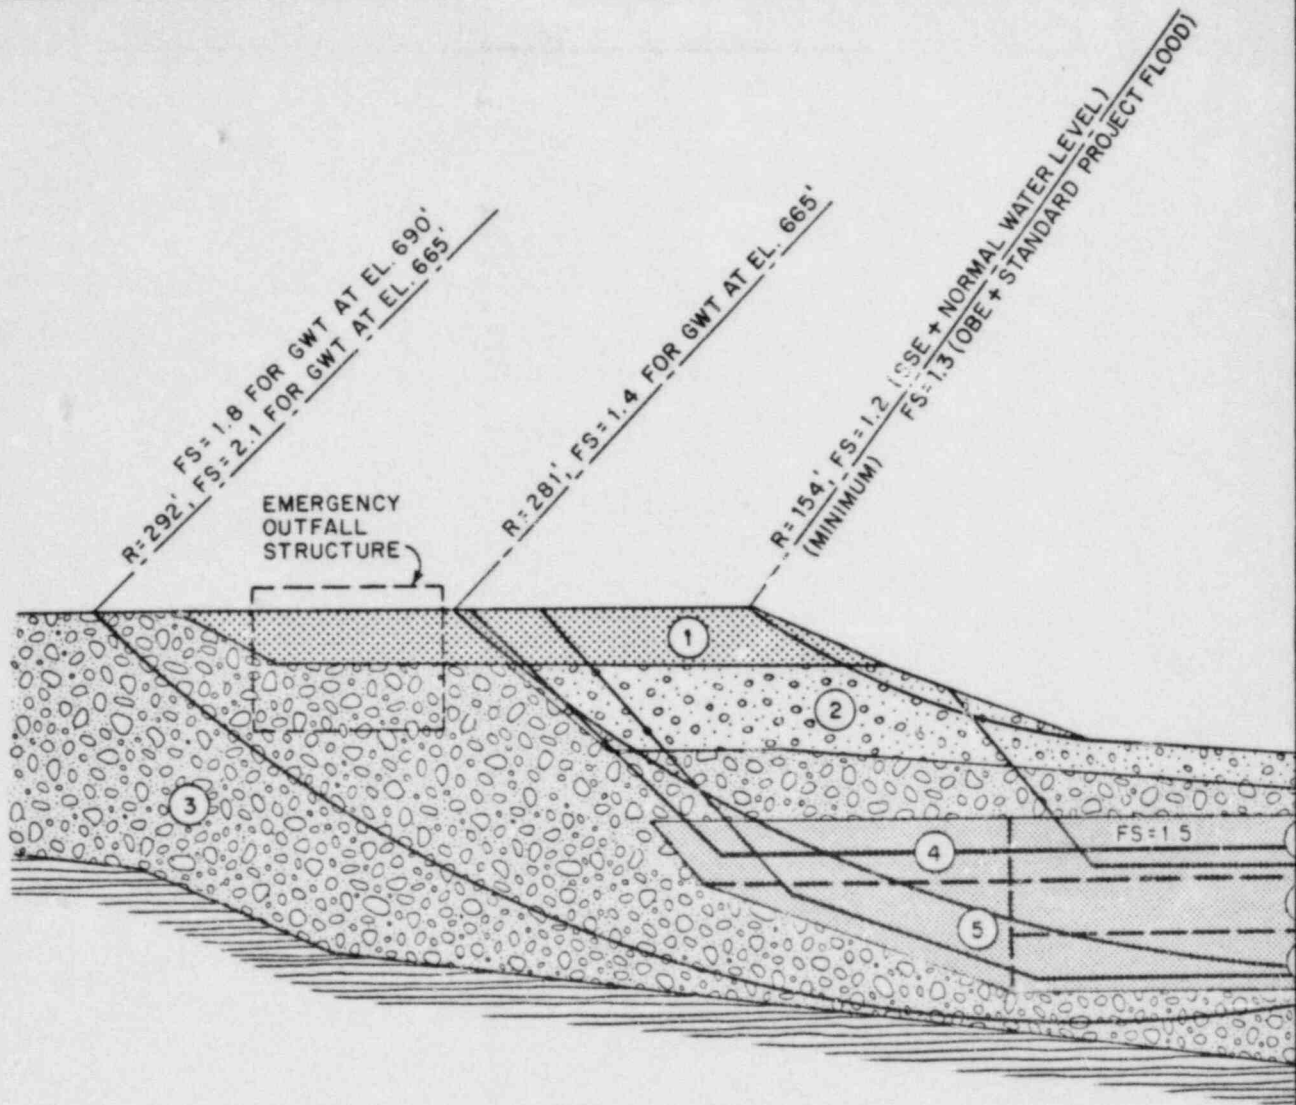 FS=1.8 FOR GWT AT EL. 690'
R=292', FS=2.1 FOR GWT AT EL. 665'
R=281', FS=1.4 FOR GWT AT EL. 665'
R=154', FS=1.2 (SSE + NORMAL WATER LEVEL)
FS=1.3 (OBE + STANDARD PROJECT FLOOD)
(MINIMUM)
EMERGENCY
OUTFALL
STRUCTURE
1
2
3
4
FS=1.5
5